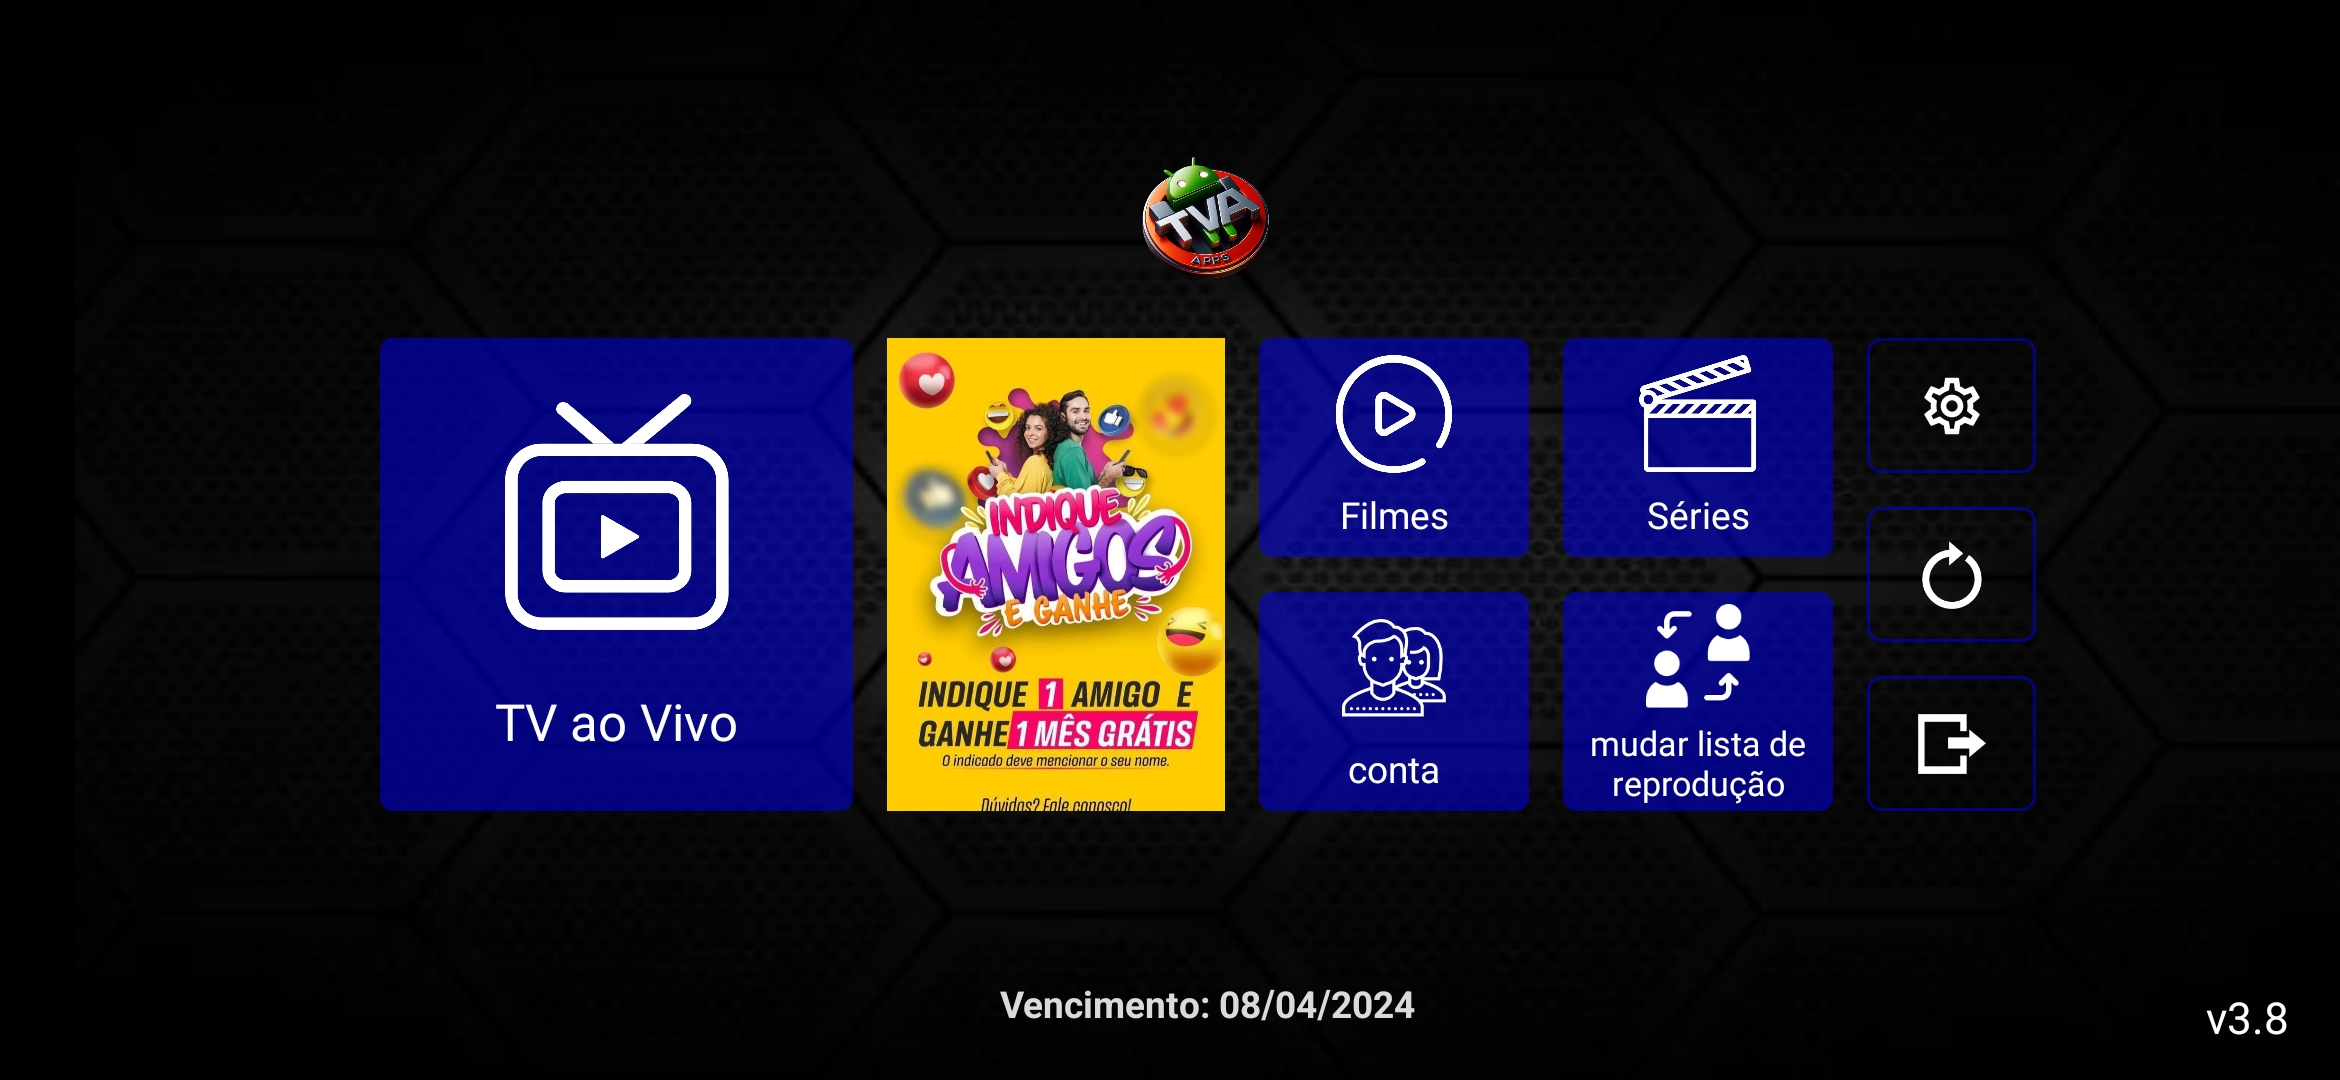 TVA
APPS
TV ao Vivo
INDIQUE
AMIGOS
E GANHE
INDIQUE 1 AMIGO E
GANHE 1 MÊS GRÁTIS
O indicado deve mencionar o seu nome.
Dúvidas? Fale conosco!
Filmes
Séries
conta
mudar lista de
reprodução
Vencimento: 08/04/2024
v3.8